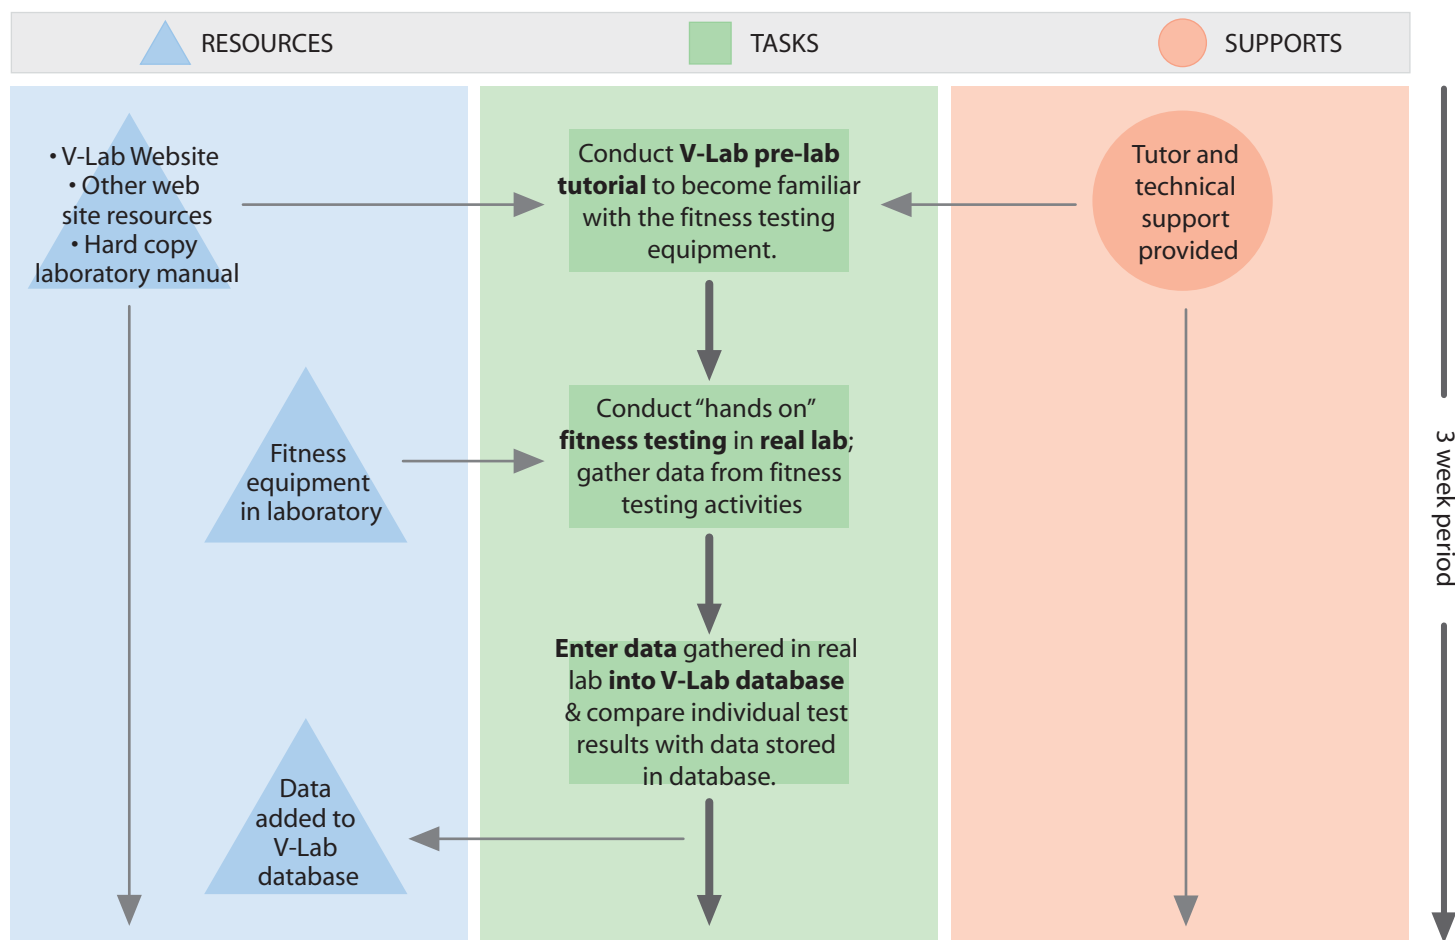 RESOURCES
TASKS
SUPPORTS
• V-Lab Website
• Other web
site resources
• Hard copy
laboratory manual
Conduct V-Lab pre-lab
tutorial to become familiar
with the fitness testing
equipment.
Tutor and
technical
support
provided
Fitness
equipment
in laboratory
Conduct “hands on”
fitness testing in real lab;
gather data from fitness
testing activities
Enter data gathered in real
lab into V-Lab database
& compare individual test
results with data stored
in database.
Data
added to
V-Lab
database
3 week period